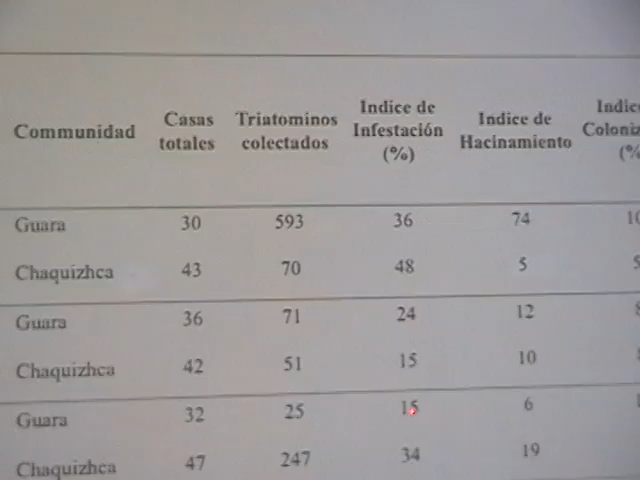 Communidad Casas totales Triatominos colectados Indice de Infestación (%) Indice de Hacinamiento
Guara 30 593 36 74
Chaquizhca 43 70 48 5
Guara 36 71 24 12
Chaquizhca 42 51 15 10
Guara 32 25 15 6
Chaquizhca 47 247 34 19